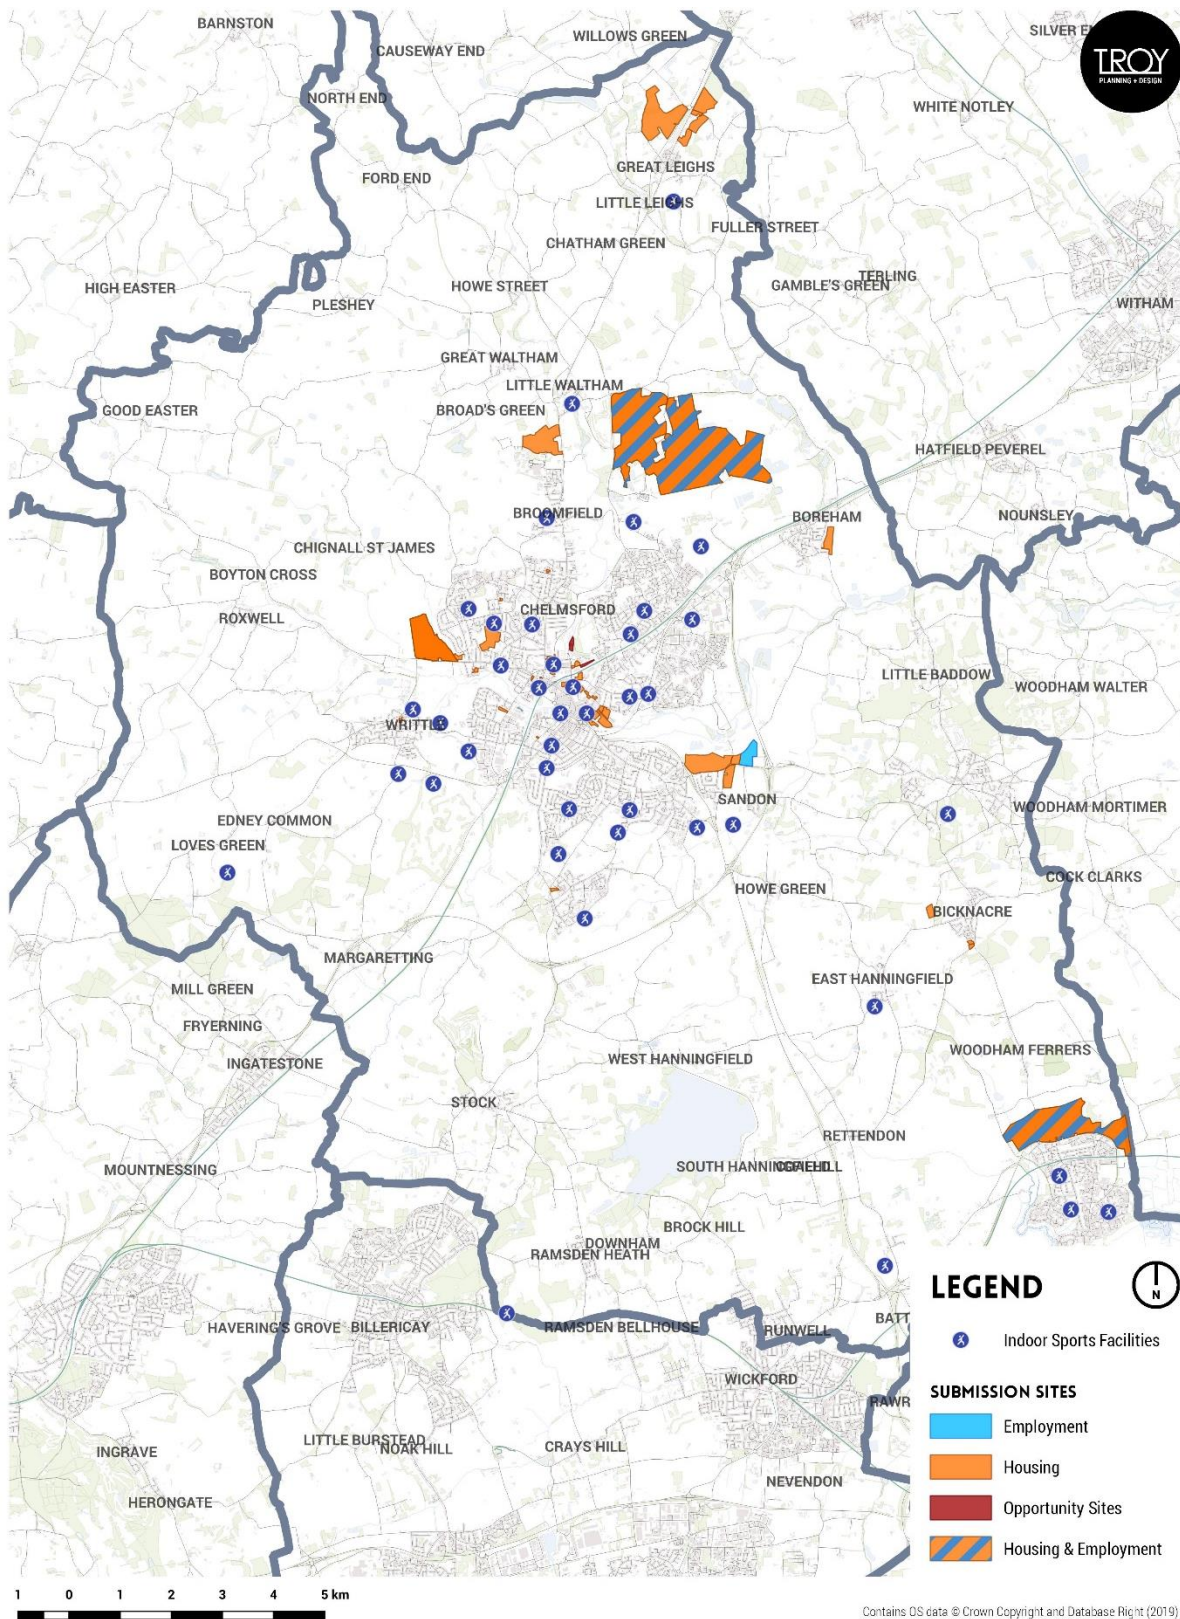 BARNSTON
CAUSEWAY END
WILLOWS GREEN
TROY
PLANNING + DESIGN
NORTH END
WHITE NOTLEY
GREAT LEIGHS
FORD END
LITTLE LEIGHS
FULLER STREET
CHATHAM GREEN
TERLING
HIGH EASTER
HOWE STREET
GAMBLE'S GREEN
PLESHEY
WITHAM
GREAT WALTHAM
LITTLE WALTHAM
GOOD EASTER
BROAD'S GREEN
HATFIELD PEVEREL
BROOMFIELD
BOREHAM
NOUNSLEY
CHIGNALL ST JAMES
BOYTON CROSS
CHELMSFORD
ROXWELL
LITTLE BADDOW
WOODHAM WALTER
WRITTLE
SANDON
WOODHAM MORTIMER
EDNEY COMMON
LOVES GREEN
COCK CLARKS
HOWE GREEN
BICKNACRE
MARGARETTING
EAST HANNINGFIELD
MILL GREEN
FRYERNING
WOODHAM FERRERS
INGATESTONE
WEST HANNINGFIELD
STOCK
RETTENDON
MOUNTNESSING
SOUTH HANNINGFIELD
BROCK HILL
DOWNHAM
RAMSDEN HEATH
HAVERING'S GROVE
BILLERICAY
RAMSDEN BELLHOUSE
RUNWELL
BATT
WICKFORD
RAWR
LITTLE BURSTEAD
NOAK HILL
CRAYS HILL
INGRAVE
NEVENDON
HERONGATE
LEGEND
N
Indoor Sports Facilities
SUBMISSION SITES
Employment
Housing
Opportunity Sites
Housing & Employment
1 0 1 2 3 4 5 km
Contains OS data © Crown Copyright and Database Right (2019)